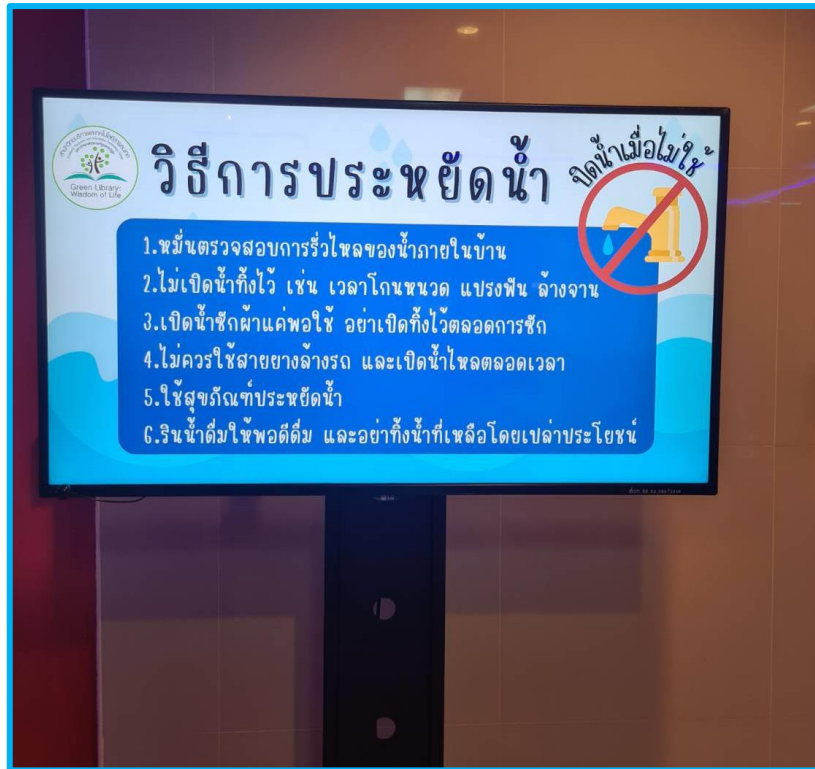 วิธีการประหยัดน้ำ
ปิดน้ำเมื่อไม่ใช้
Green Library:
Wisdom of Life
1.หมั่นตรวจสอบการรั่วไหลของน้ำภายในบ้าน
2.ไม่เปิดน้ำทิ้งไว้ เช่น เวลาโกนหนวด แปรงฟัน ล้างจาน
3.เปิดน้ำซักผ้าแค่พอใช้ อย่าเปิดทิ้งไว้ตลอดการซัก
4.ไม่ควรใช้สายยางล้างรถ และเปิดน้ำไหลตลอดเวลา
5.ใช้สุขภัณฑ์ประหยัดน้ำ
6.รินน้ำดื่มให้พอดีดื่ม และอย่าทิ้งน้ำที่เหลือโดยเปล่าประโยชน์